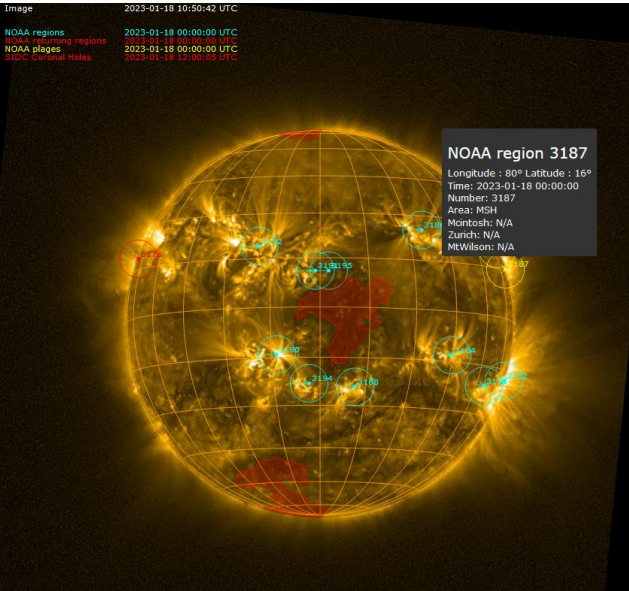 Image 2023-01-18 10:50:42 UTC
NOAA regions 2023-01-18 00:00:00 UTC
NOAA returning regions 2023-01-18 00:00:00 UTC
NOAA plages 2023-01-18 00:00:00 UTC
SIDC Coronal Holes 2023-01-18 12:00:05 UTC
NOAA region 3187
Longitude : 80° Latitude : 16°
Time: 2023-01-18 00:00:00
Number: 3187
Area: MSH
Mcintosh: N/A
Zurich: N/A
MtWilson: N/A
3195
3194